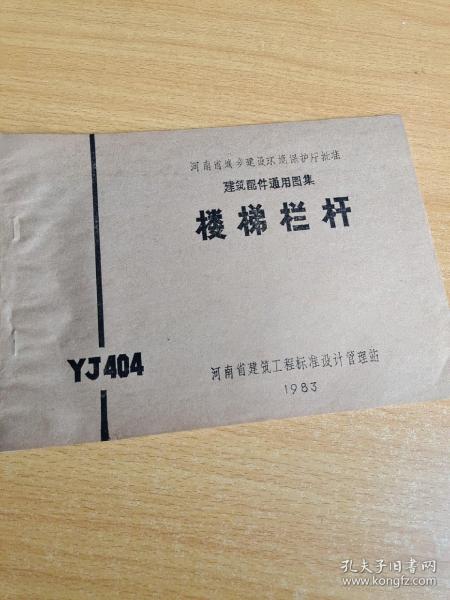 河南省城乡建设环境保护厅批准
建筑配件通用图集
楼梯栏杆
YJ404
河南省建筑工程标准设计管理站
1983
孔夫子旧书网
www.kongfz.com